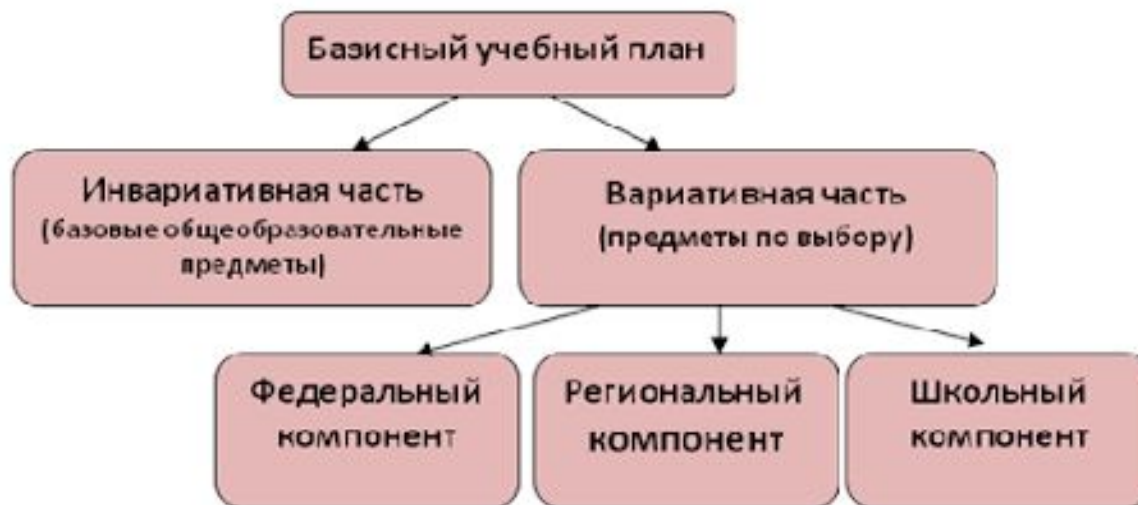 Базисный учебный план
Инвариативная часть
(базовые общеобразовательные
предметы)
Вариативная часть
(предметы по выбору)
Федеральный
компонент
Региональный
компонент
Школьный
компонент